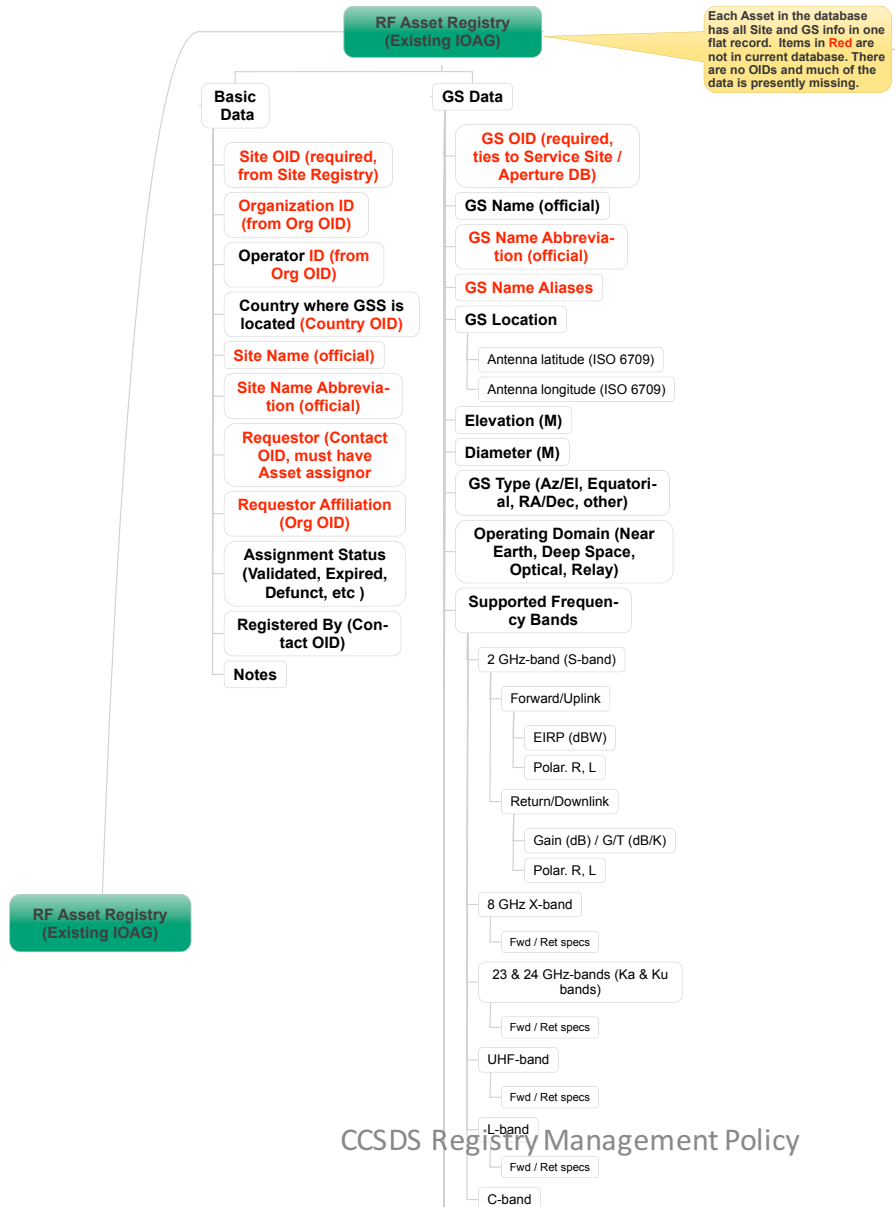 RF Asset Registry
(Existing IOAG)
Each Asset in the database
has all Site and GS info in one
flat record. Items in Red are
not in current database. There
are no OIDs and much of the
data is presently missing.
Basic
Data
Site OID (required,
from Site Registry)
Organization ID
(from Org OID)
Operator ID (from
Org OID)
Country where GSS is
located (Country OID)
Site Name (official)
Site Name Abbrevia-
tion (official)
Requestor (Contact
OID, must have
Asset assignor
Requestor Affiliation
(Org OID)
Assignment Status
(Validated, Expired,
Defunct, etc )
Registered By (Con-
tact OID)
Notes
GS Data
GS OID (required,
ties to Service Site /
Aperture DB)
GS Name (official)
GS Name Abbrevia-
tion (official)
GS Name Aliases
GS Location
Antenna latitude (ISO 6709)
Antenna longitude (ISO 6709)
Elevation (M)
Diameter (M)
GS Type (Az/El, Equatori-
al, RA/Dec, other)
Operating Domain (Near
Earth, Deep Space,
Optical, Relay)
Supported Frequen-
cy Bands
2 GHz-band (S-band)
Forward/Uplink
EIRP (dBW)
Polar. R, L
Return/Downlink
Gain (dB) / G/T (dB/K)
Polar. R, L
8 GHz X-band
Fwd / Ret specs
23 & 24 GHz-bands (Ka & Ku
bands)
Fwd / Ret specs
UHF-band
Fwd / Ret specs
L-band
Fwd / Ret specs
C-band
RF Asset Registry
(Existing IOAG)
CCSDS Registry Management Policy